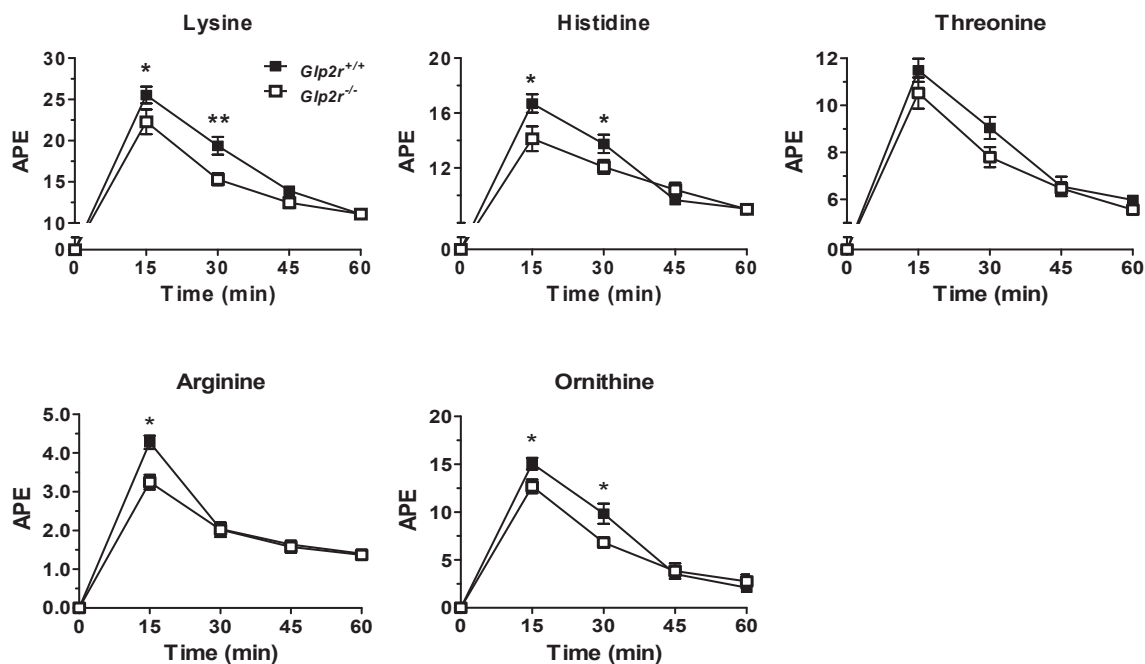 Lysine
Histidine
Threonine
30
25
20
15
10
0
APE
*
**
Glp2r+/+
Glp2r-/-
0 15 30 45 60
Time (min)
20
16
12
0
APE
*
*
0 15 30 45 60
Time (min)
12
10
8
6
0
APE
0 15 30 45 60
Time (min)
Arginine
Ornithine
5.0
4.0
3.0
2.0
1.0
0.0
APE
*
0 15 30 45 60
Time (min)
20
15
10
5
0
APE
*
*
0 15 30 45 60
Time (min)